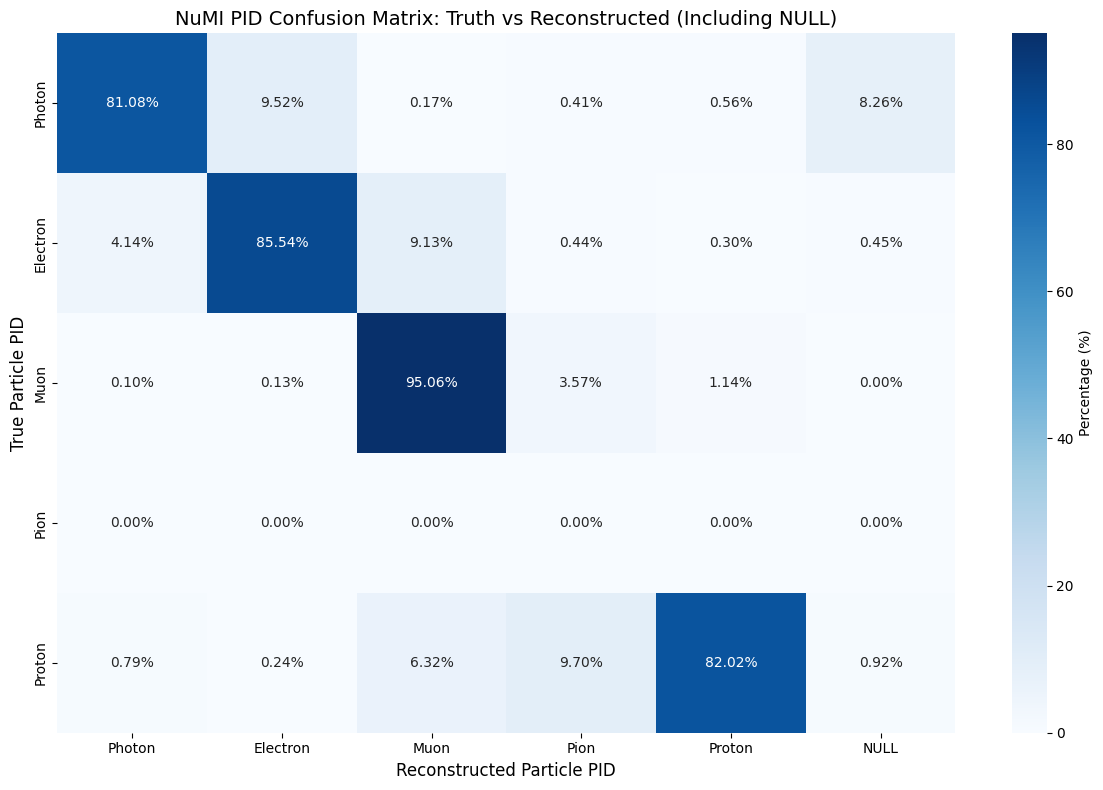 NuMI PID Confusion Matrix: Truth vs Reconstructed (Including NULL)
True Particle PID
Photon
81.08% 9.52% 0.17% 0.41% 0.56% 8.26%
Electron
4.14% 85.54% 9.13% 0.44% 0.30% 0.45%
Muon
0.10% 0.13% 95.06% 3.57% 1.14% 0.00%
Pion
0.00% 0.00% 0.00% 0.00% 0.00% 0.00%
Proton
0.79% 0.24% 6.32% 9.70% 82.02% 0.92%
Photon Electron Muon Pion Proton NULL
Reconstructed Particle PID
80
60
40
20
0
Percentage (%)